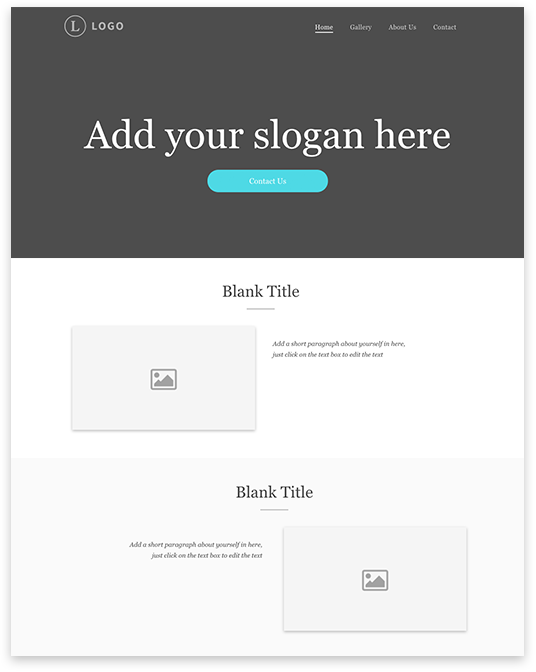 L LOGO
Home Gallery About Us Contact
Add your slogan here
Contact Us
Blank Title
Add a short paragraph about yourself in here,
just click on the text box to edit the text
Blank Title
Add a short paragraph about yourself in here,
just click on the text box to edit the text